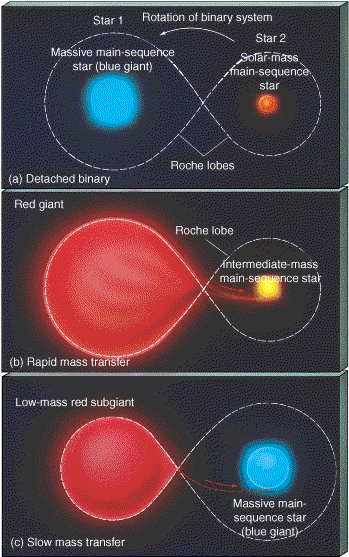 Star 1
Rotation of binary system
Star 2
Massive main-sequence
star (blue giant)
Solar-mass
main-sequence
star
Roche lobes
(a) Detached binary
Red giant
Roche lobe
Intermediate-mass
main-sequence star
(b) Rapid mass transfer
Low-mass red subgiant
Massive main-
sequence star
(blue giant)
(c) Slow mass transfer